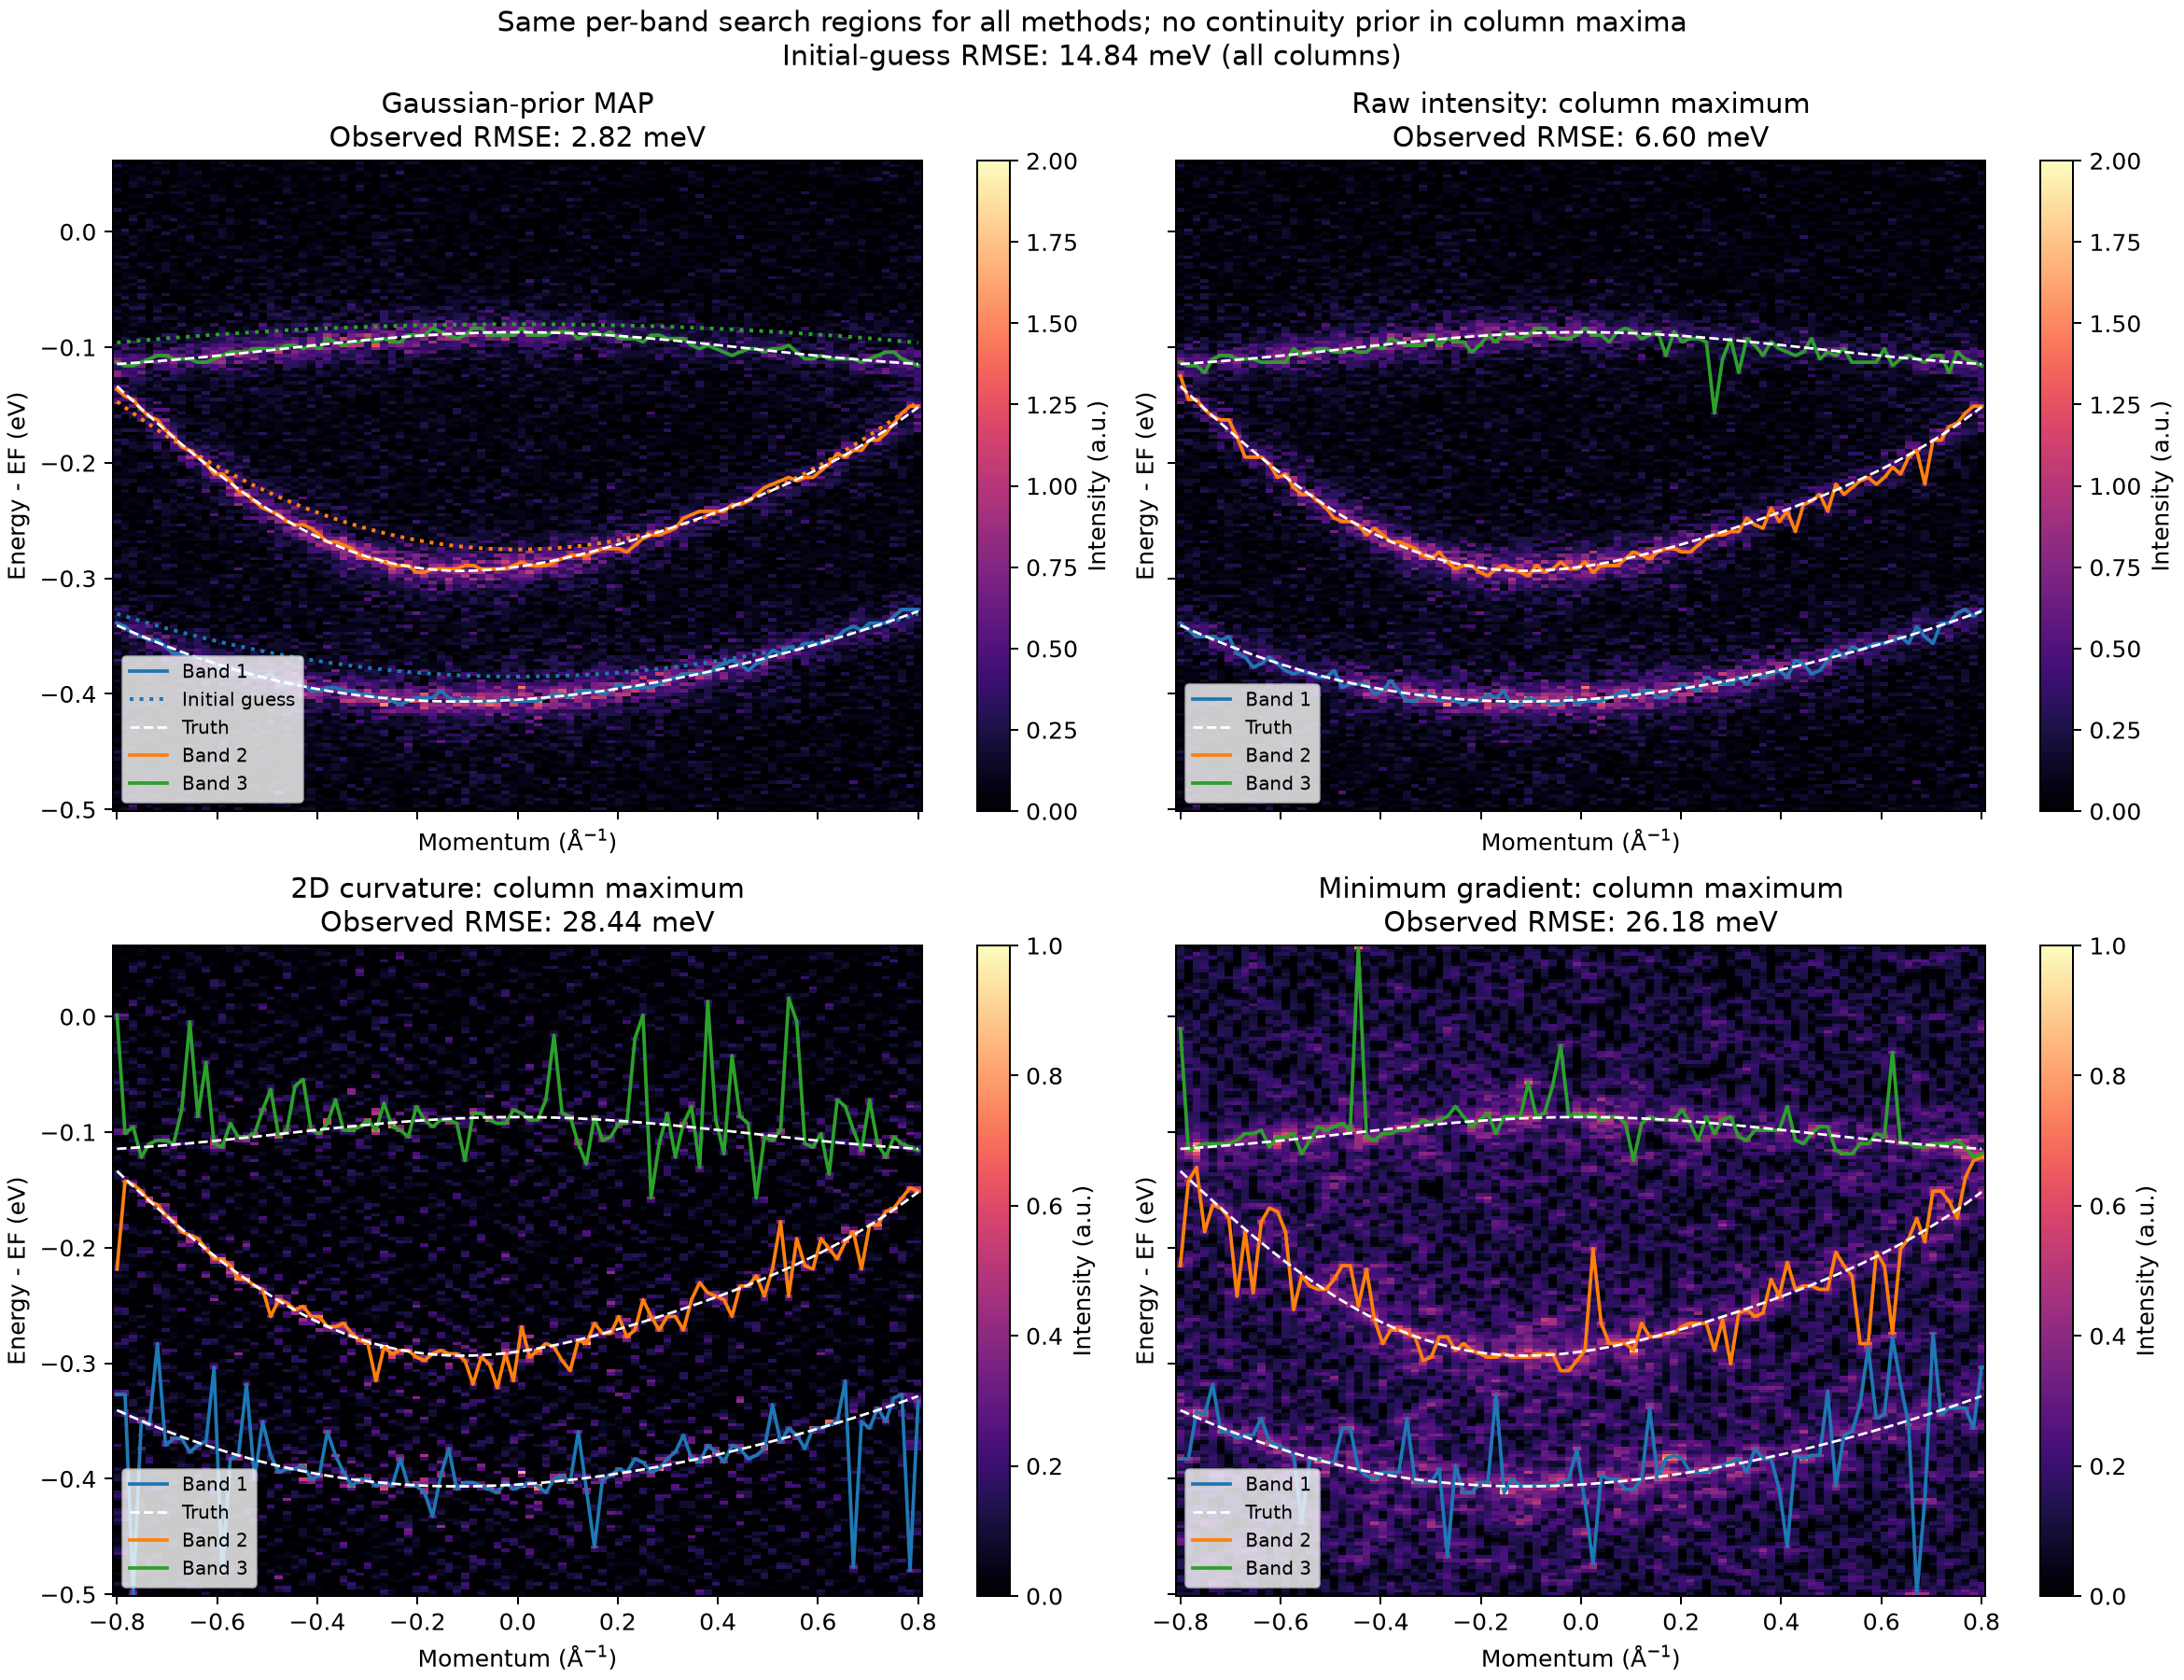 Same per-band search regions for all methods; no continuity prior in column maxima
Initial-guess RMSE: 14.84 meV (all columns)
Gaussian-prior MAP
Observed RMSE: 2.82 meV
0.0
−0.1
−0.2
−0.3
−0.4
−0.5
Energy - EF (eV)
Momentum (Å⁻¹)
Band 1
Initial guess
Truth
Band 2
Band 3
2.00
1.75
1.50
1.25
1.00
0.75
0.50
0.25
0.00
Intensity (a.u.)
Raw intensity: column maximum
Observed RMSE: 6.60 meV
Energy - EF (eV)
Momentum (Å⁻¹)
Band 1
Truth
Band 2
Band 3
2.00
1.75
1.50
1.25
1.00
0.75
0.50
0.25
0.00
Intensity (a.u.)
2D curvature: column maximum
Observed RMSE: 28.44 meV
0.0
−0.1
−0.2
−0.3
−0.4
−0.5
Energy - EF (eV)
Band 1
Truth
Band 2
Band 3
−0.8 −0.6 −0.4 −0.2 0.0 0.2 0.4 0.6 0.8
Momentum (Å⁻¹)
1.0
0.8
0.6
0.4
0.2
0.0
Intensity (a.u.)
Minimum gradient: column maximum
Observed RMSE: 26.18 meV
Energy - EF (eV)
Band 1
Truth
Band 2
Band 3
−0.8 −0.6 −0.4 −0.2 0.0 0.2 0.4 0.6 0.8
Momentum (Å⁻¹)
1.0
0.8
0.6
0.4
0.2
0.0
Intensity (a.u.)